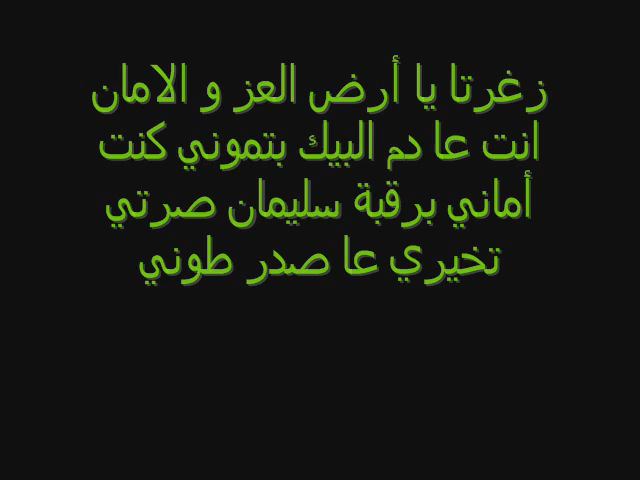 زغرتا يا أرض العز و الامان
انت عا دم البيك بتموني كنت
أماني برقبة سليمان صرتي
تخيري عا صدر طوني